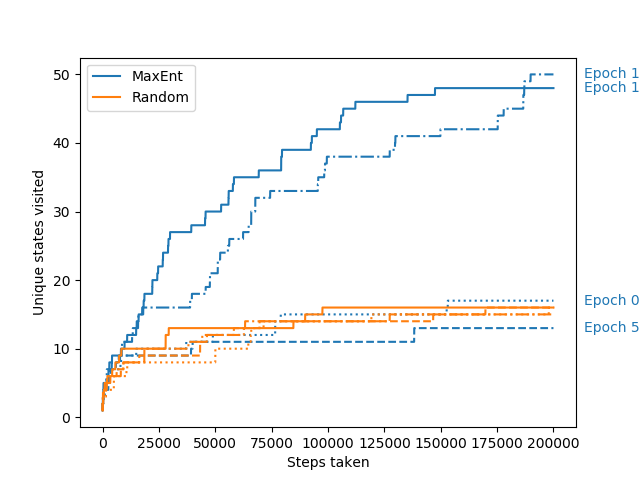 MaxEnt
Random
Unique states visited
50
40
30
20
10
0
0 25000 50000 75000 100000 125000 150000 175000 200000
Steps taken
Epoch 1
Epoch 1
Epoch 0
Epoch 5